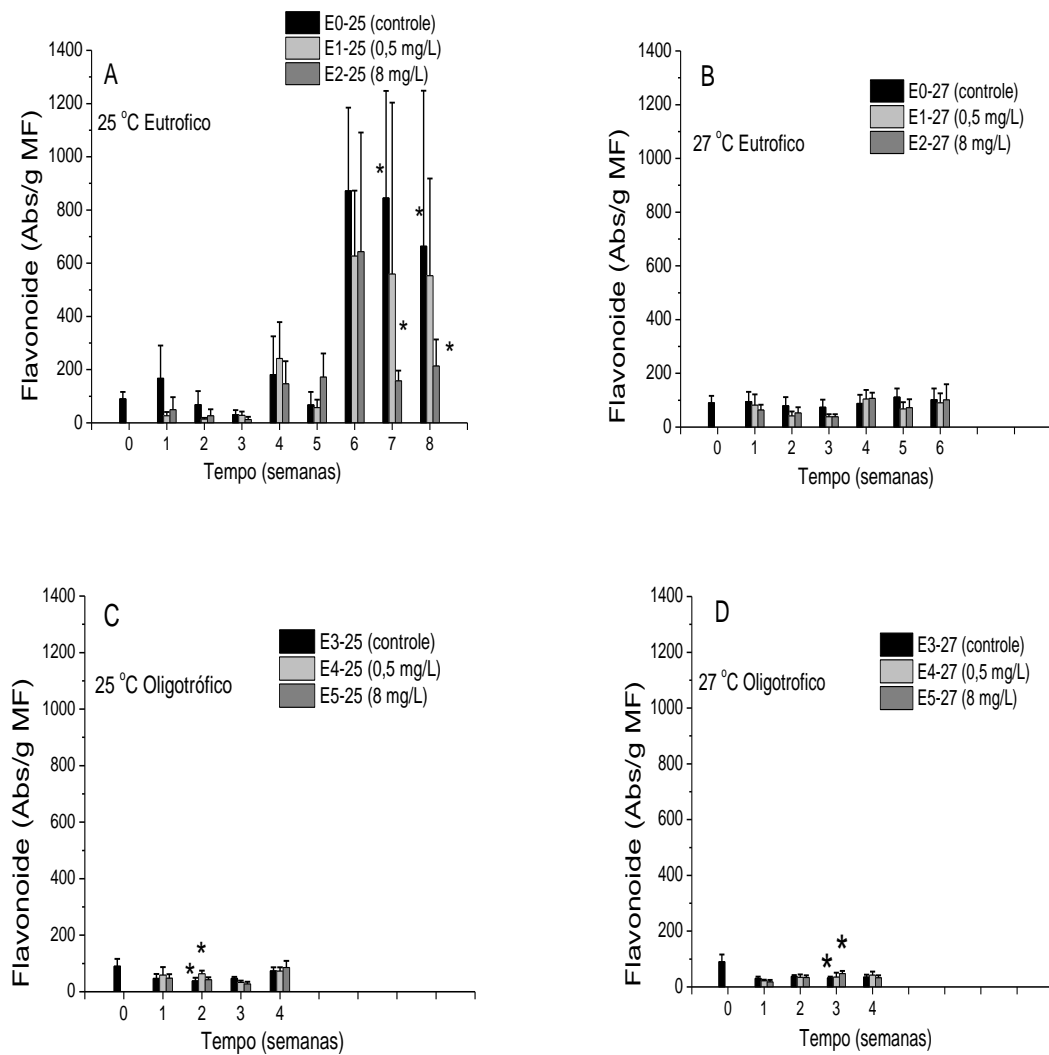 A
25 °C Eutrofico
E0-25 (controle)
E1-25 (0,5 mg/L)
E2-25 (8 mg/L)
Flavonoide (Abs/g MF)
1400
1200
1000
800
600
400
200
0
*
*
*
*
0 1 2 3 4 5 6 7 8
Tempo (semanas)
B
27 °C Eutrofico
E0-27 (controle)
E1-27 (0,5 mg/L)
E2-27 (8 mg/L)
Flavonoide (Abs/g MF)
1400
1200
1000
800
600
400
200
0
0 1 2 3 4 5 6
Tempo (semanas)
C
25 °C Oligotrófico
E3-25 (controle)
E4-25 (0,5 mg/L)
E5-25 (8 mg/L)
Flavonoide (Abs/g MF)
1400
1200
1000
800
600
400
200
0
*
*
0 1 2 3 4
Tempo (semanas)
D
27 °C Oligotrofico
E3-27 (controle)
E4-27 (0,5 mg/L)
E5-27 (8 mg/L)
Flavonoide (Abs/g MF)
1400
1200
1000
800
600
400
200
0
*
*
0 1 2 3 4
Tempo (semanas)